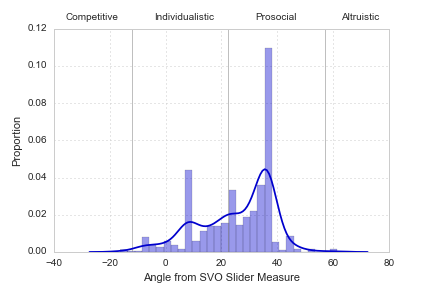 Competitive Individualistic Prosocial Altruistic
0.12
0.10
0.08
0.06
0.04
0.02
0.00
−40 −20 0 20 40 60 80
Proportion
Angle from SVO Slider Measure